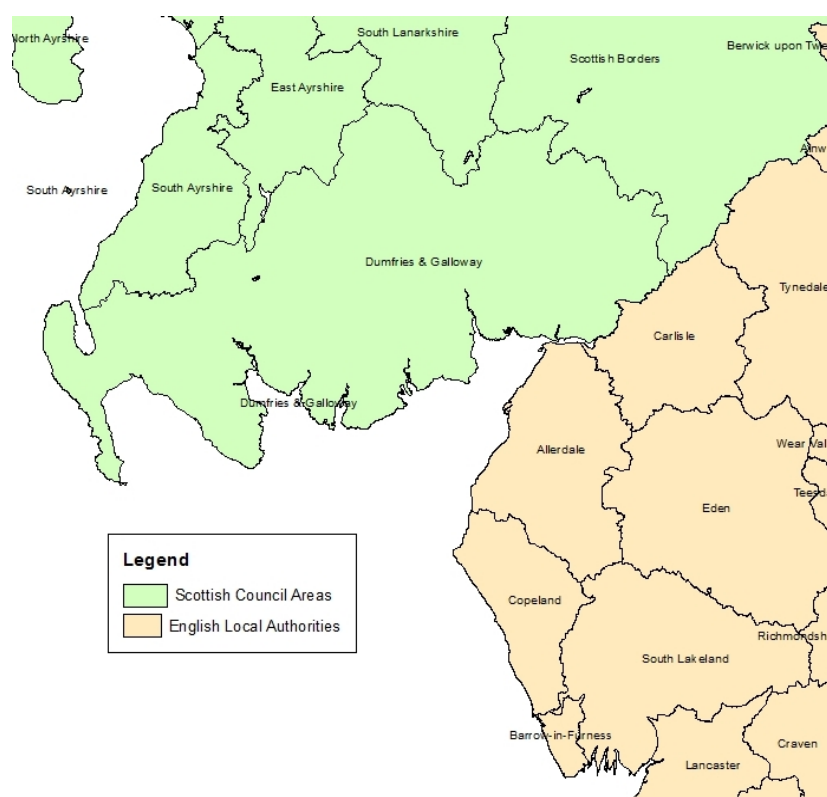 North Ayrshire
South Lanarkshire
Berwick upon Twe
Scottish Borders
East Ayrshire
Alnw
South Ayrshire
South Ayrshire
Dumfries & Galloway
Tynedale
Carlisle
Dumfries & Galloway
Wear Val
Allerdale
Teesda
Eden
Legend
Scottish Council Areas
English Local Authorities
Copeland
Richmondsh
South Lakeland
Barrow-in-Furness
Craven
Lancaster